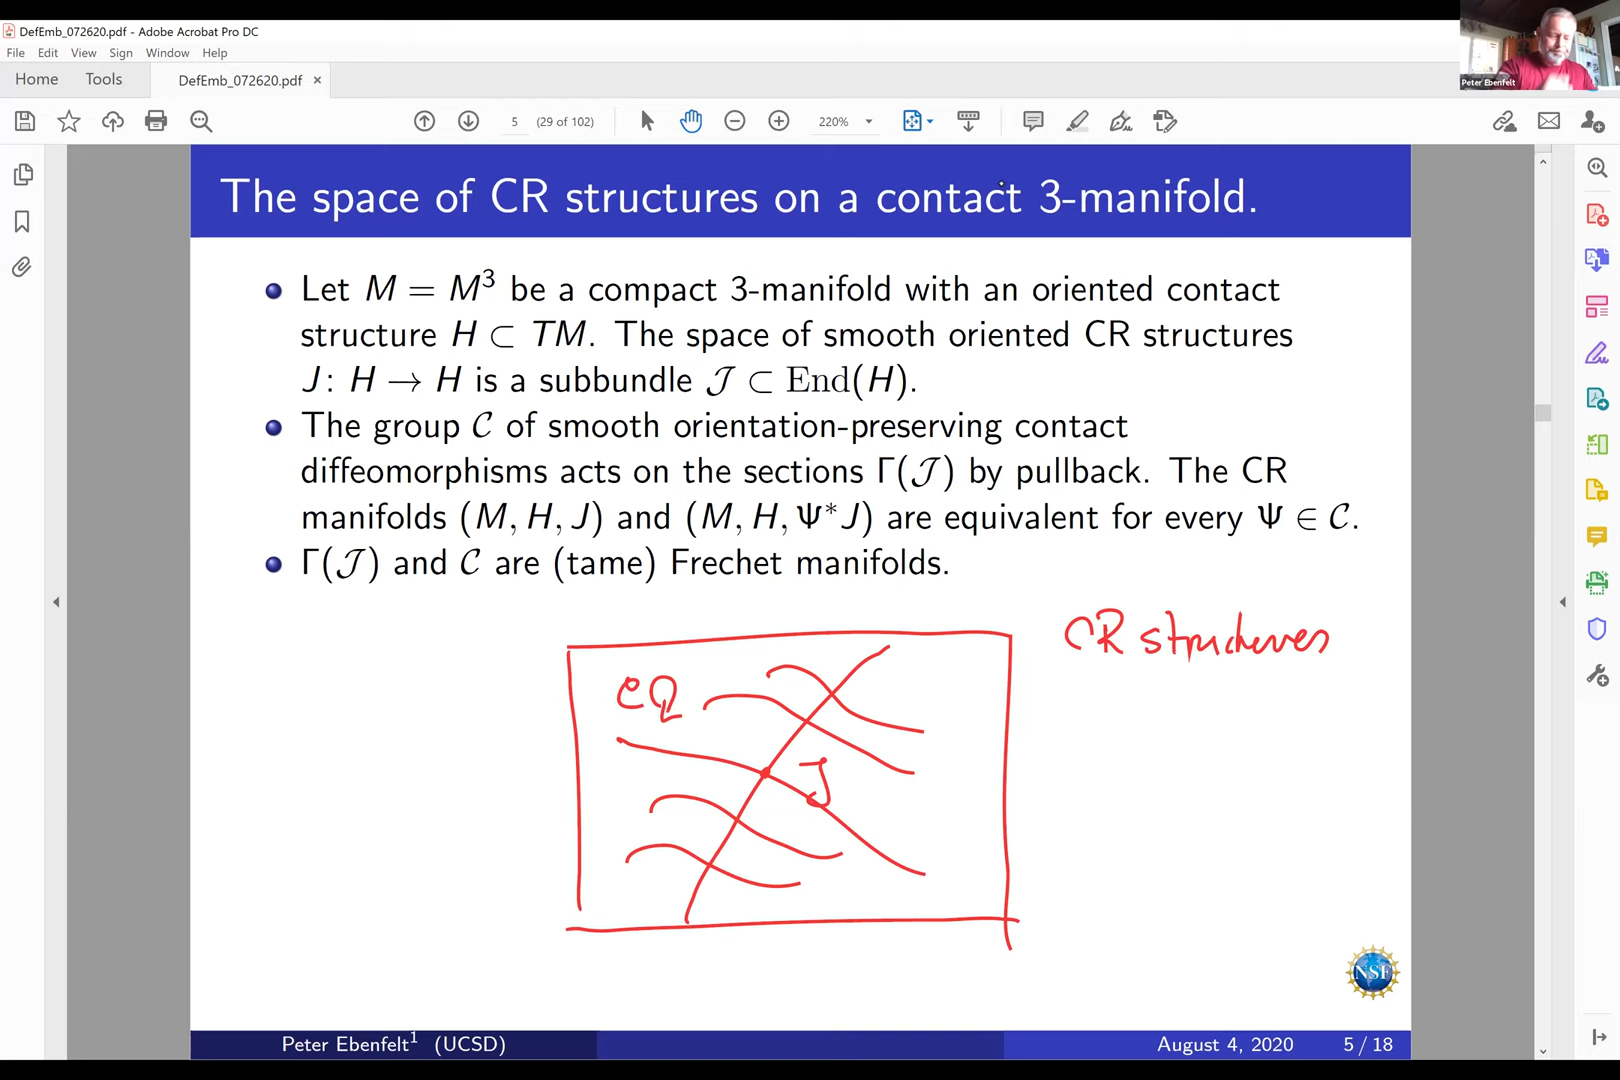 DefEmb_072620.pdf - Adobe Acrobat Pro DC
File Edit View Sign Window Help
Home Tools DefEmb_072620.pdf ×
5 (29 of 102) 220%
Peter Ebenfelt
The space of CR structures on a contact 3-manifold.
Let M = M³ be a compact 3-manifold with an oriented contact
structure H ⊂ TM. The space of smooth oriented CR structures
J: H → H is a subbundle 𝒥 ⊂ End(H).
The group 𝒞 of smooth orientation-preserving contact
diffeomorphisms acts on the sections Γ(𝒥) by pullback. The CR
manifolds (M, H, J) and (M, H, Ψ*J) are equivalent for every Ψ ∈ 𝒞.
Γ(𝒥) and 𝒞 are (tame) Frechet manifolds.
CR structures
J
NSF
Peter Ebenfelt¹ (UCSD) August 4, 2020 5 / 18